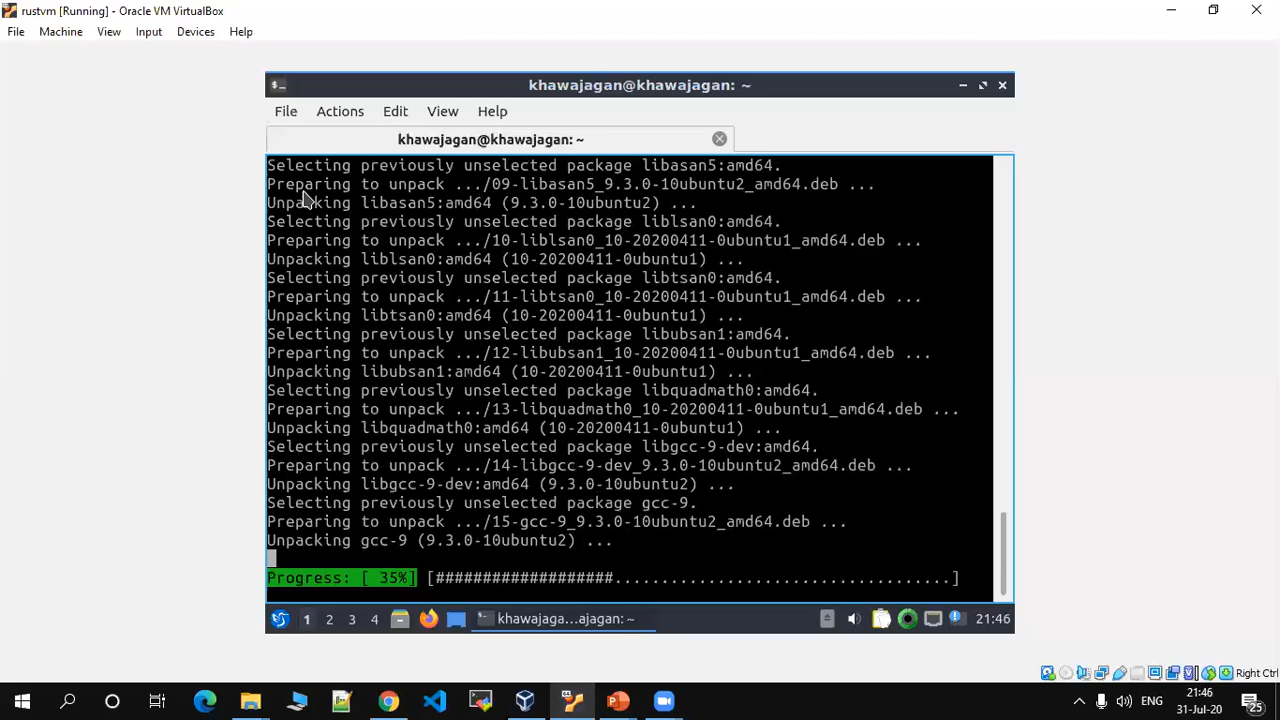 rustvm [Running] - Oracle VM VirtualBox
File Machine View Input Devices Help
khawajagan@khawajagan: ~
File Actions Edit View Help
khawajagan@khawajagan: ~
Selecting previously unselected package libasan5:amd64.
Preparing to unpack .../09-libasan5_9.3.0-10ubuntu2_amd64.deb ...
Unpacking libasan5:amd64 (9.3.0-10ubuntu2) ...
Selecting previously unselected package liblsan0:amd64.
Preparing to unpack .../10-liblsan0_10-20200411-0ubuntu1_amd64.deb ...
Unpacking liblsan0:amd64 (10-20200411-0ubuntu1) ...
Selecting previously unselected package libtsan0:amd64.
Preparing to unpack .../11-libtsan0_10-20200411-0ubuntu1_amd64.deb ...
Unpacking libtsan0:amd64 (10-20200411-0ubuntu1) ...
Selecting previously unselected package libubsan1:amd64.
Preparing to unpack .../12-libubsan1_10-20200411-0ubuntu1_amd64.deb ...
Unpacking libubsan1:amd64 (10-20200411-0ubuntu1) ...
Selecting previously unselected package libquadmath0:amd64.
Preparing to unpack .../13-libquadmath0_10-20200411-0ubuntu1_amd64.deb ...
Unpacking libquadmath0:amd64 (10-20200411-0ubuntu1) ...
Selecting previously unselected package libgcc-9-dev:amd64.
Preparing to unpack .../14-libgcc-9-dev_9.3.0-10ubuntu2_amd64.deb ...
Unpacking libgcc-9-dev:amd64 (9.3.0-10ubuntu2) ...
Selecting previously unselected package gcc-9.
Preparing to unpack .../15-gcc-9_9.3.0-10ubuntu2_amd64.deb ...
Unpacking gcc-9 (9.3.0-10ubuntu2) ...
Progress: [ 35%] [###################....................................]
1 2 3 4 khawajaga...ajagan: ~ 21:46
Right Ctrl
ENG 21:46
31-Jul-20 25